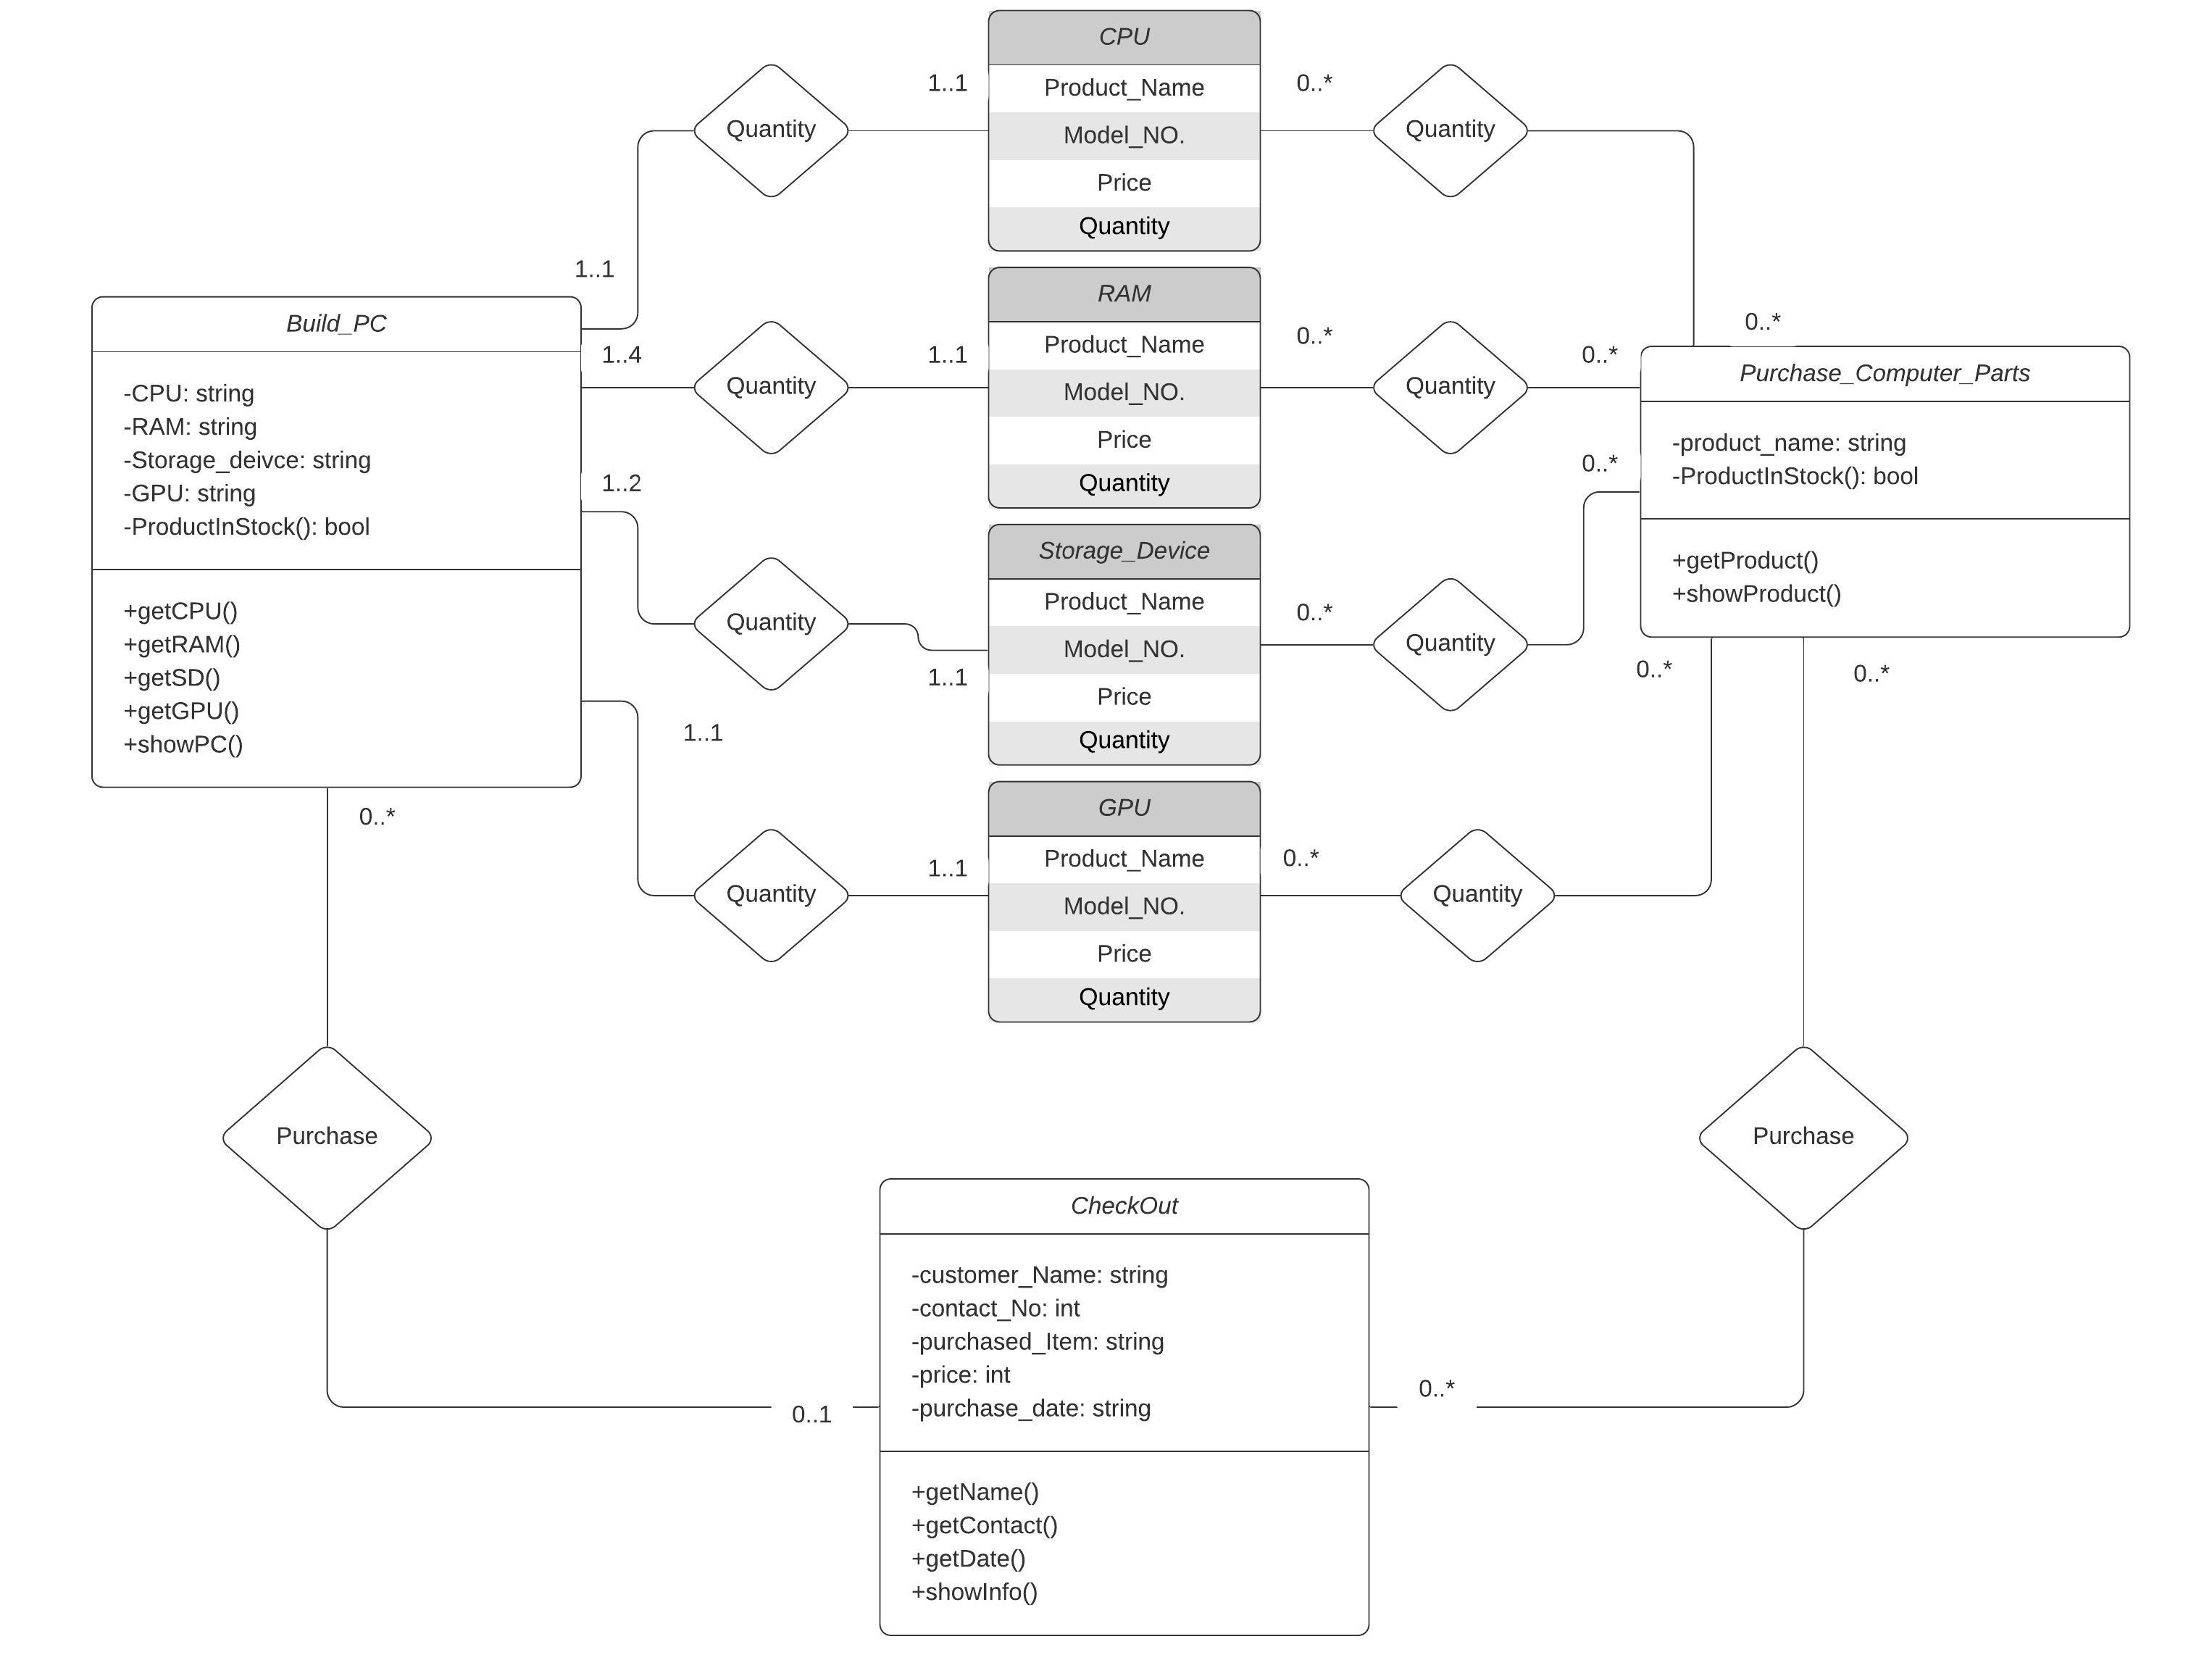 CPU
Product_Name
Model_NO.
Price
Quantity
Quantity
1..1
0..*
Quantity
1..1
RAM
Product_Name
Model_NO.
Price
Quantity
1..4
Quantity
1..1
0..*
Quantity
0..*
0..*
Build_PC
-CPU: string
-RAM: string
-Storage_deivce: string
-GPU: string
-ProductInStock(): bool
+getCPU()
+getRAM()
+getSD()
+getGPU()
+showPC()
Purchase_Computer_Parts
-product_name: string
-ProductInStock(): bool
+getProduct()
+showProduct()
1..2
0..*
Storage_Device
Product_Name
Model_NO.
Price
Quantity
Quantity
1..1
0..*
Quantity
0..*
0..*
1..1
GPU
Product_Name
Model_NO.
Price
Quantity
0..*
Quantity
1..1
0..*
Quantity
Purchase
Purchase
CheckOut
-customer_Name: string
-contact_No: int
-purchased_Item: string
-price: int
-purchase_date: string
+getName()
+getContact()
+getDate()
+showInfo()
0..1
0..*